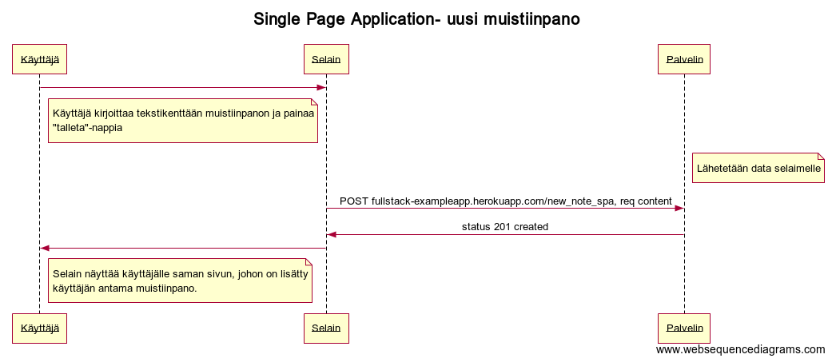 Single Page Application- uusi muistiinpano
Käyttäjä
Selain
Palvelin
Käyttäjä kirjoittaa tekstikenttään muistiinpanon ja painaa
"talleta"-nappia
Lähetetään data selaimelle
POST fullstack-exampleapp.herokuapp.com/new_note_spa, req content
status 201 created
Selain näyttää käyttäjälle saman sivun, johon on lisätty
käyttäjän antama muistiinpano.
Käyttäjä
Selain
Palvelin
www.websequencediagrams.com